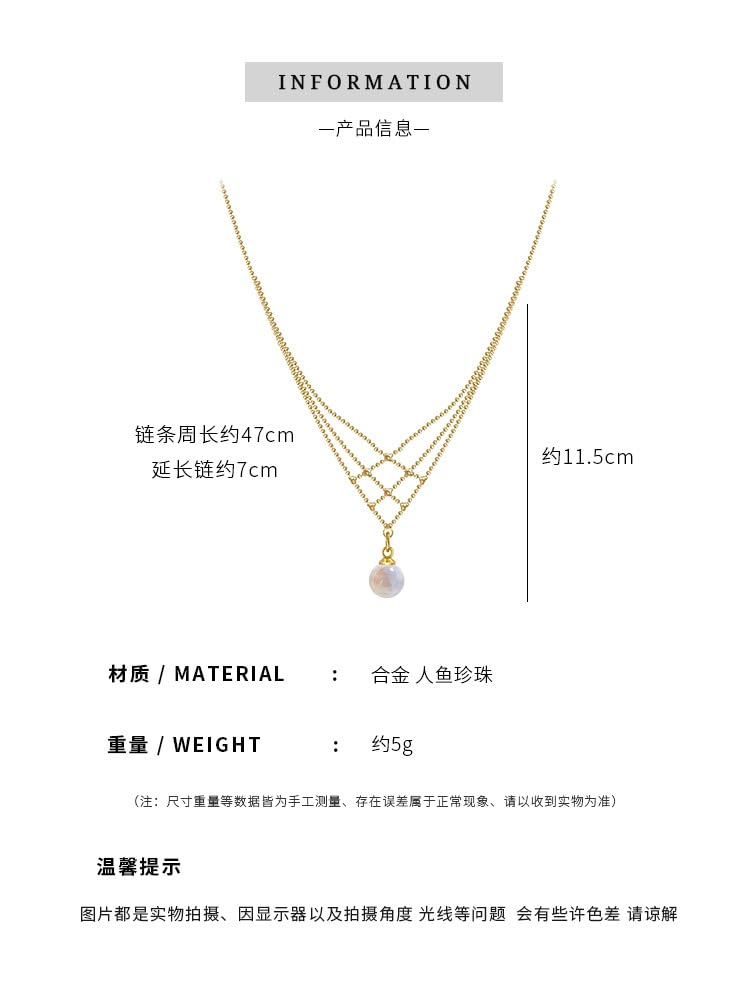 INFORMATION
—产品信息—
链条周长约47cm
延长链约7cm
约11.5cm
材质 / MATERIAL : 合金 人鱼珍珠
重量 / WEIGHT : 约5g
（注：尺寸重量等数据皆为手工测量、存在误差属于正常现象、请以收到实物为准）
温馨提示
图片都是实物拍摄、因显示器以及拍摄角度 光线等问题 会有些许色差 请谅解